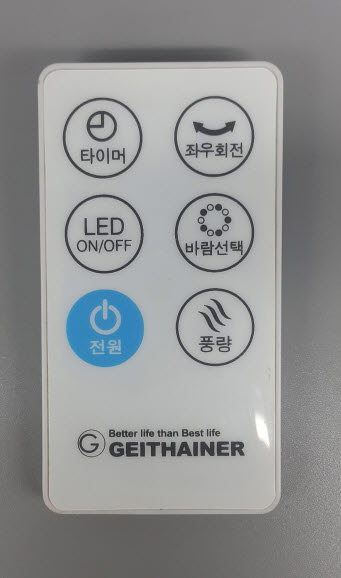 타이머
좌우회전
LED
ON/OFF
바람선택
전원
풍량
Better life than Best life
G GEITHAINER